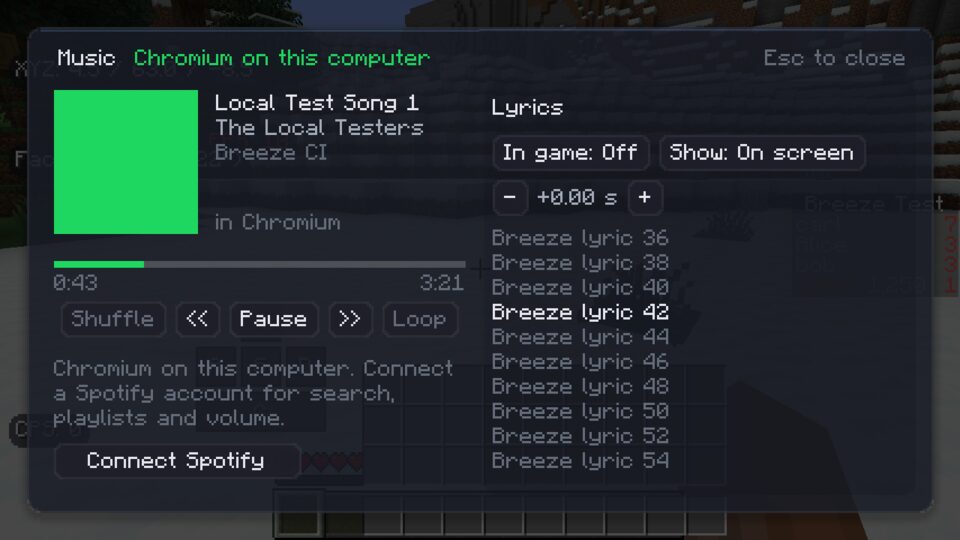 Music Chromium on this computer
Esc to close
Local Test Song 1
The Local Testers
Breeze CI
in Chromium
0:43
3:21
Shuffle << Pause >> Loop
Chromium on this computer. Connect
a Spotify account for search,
playlists and volume.
Connect Spotify
Lyrics
In game: Off Show: On screen
- +0.00 s +
Breeze lyric 36
Breeze lyric 38
Breeze lyric 40
Breeze lyric 42
Breeze lyric 44
Breeze lyric 46
Breeze lyric 48
Breeze lyric 50
Breeze lyric 52
Breeze lyric 54
Breeze Test
Alice
bob